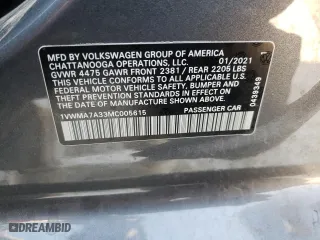 MFD BY VOLKSWAGEN GROUP OF AMERICA
CHATTANOOGA OPERATIONS, LLC. 01/2021
GVWR 4475 GAWR FRONT 2381 / REAR 2205 LBS
THIS VEHICLE CONFORMS TO ALL APPLICABLE
FEDERAL MOTOR VEHICLE SAFETY, BUMPER AND
THEFT PREVENTION STANDARDS IN EFFECT ON THE
DATE OF MANUFACTURE SHOWN ABOVE.
1VWMA7A33MC005615 PASSENGER CAR
0439349